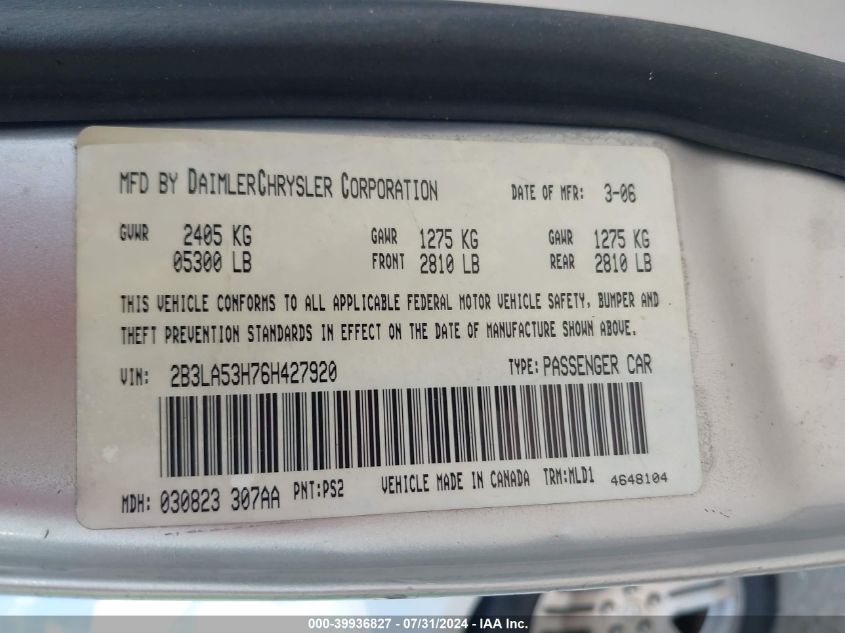 MFD BY DAIMLERCHRYSLER CORPORATION DATE OF MFR: 3-06
GVWR 2405 KG GAWR 1275 KG GAWR 1275 KG
05300 LB FRONT 2810 LB REAR 2810 LB
THIS VEHICLE CONFORMS TO ALL APPLICABLE FEDERAL MOTOR VEHICLE SAFETY, BUMPER AND
THEFT PREVENTION STANDARDS IN EFFECT ON THE DATE OF MANUFACTURE SHOWN ABOVE.
VIN: 2B3LA53H76H427920 TYPE: PASSENGER CAR
MDH: 030823 307AA PNT:PS2 VEHICLE MADE IN CANADA TRM:MLD1 4648104
000-39936827 - 07/31/2024 - IAA Inc.